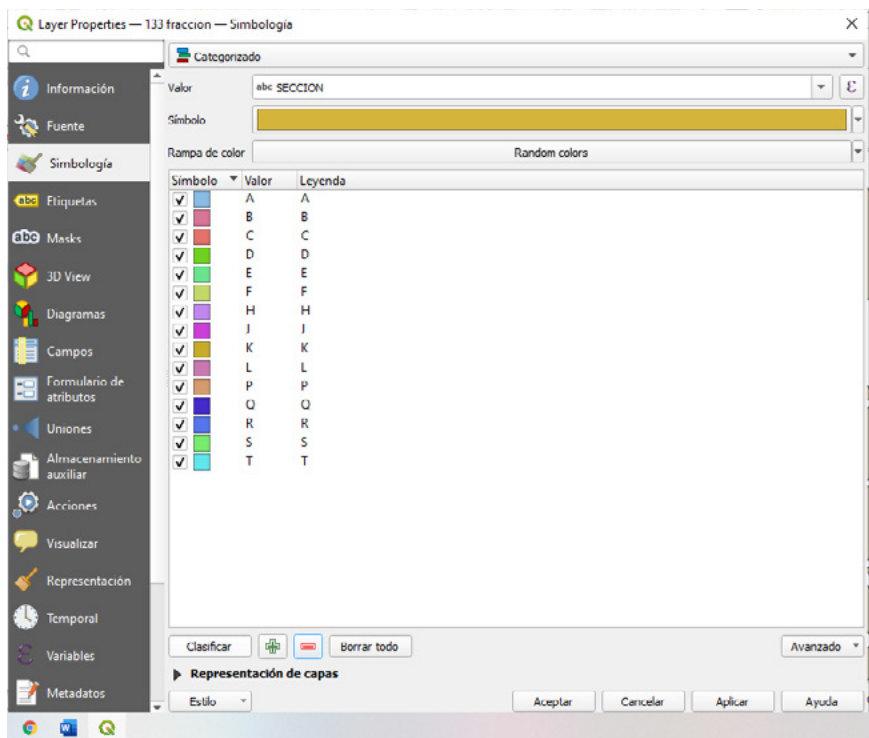 Layer Properties — 133 fraccion — Simbología
Categorizado
Información
Fuente
Simbología
Etiquetas
Masks
3D View
Diagramas
Campos
Formulario de
atributos
Uniones
Almacenamiento
auxiliar
Acciones
Visualizar
Representación
Temporal
Variables
Metadatos
Valor abc SECCION ε
Símbolo
Rampa de color Random colors
Símbolo Valor Leyenda
A A
B B
C C
D D
E E
F F
H H
J J
K K
L L
P P
Q Q
R R
S S
T T
Clasificar Borrar todo Avanzado
Representación de capas
Estilo Aceptar Cancelar Aplicar Ayuda